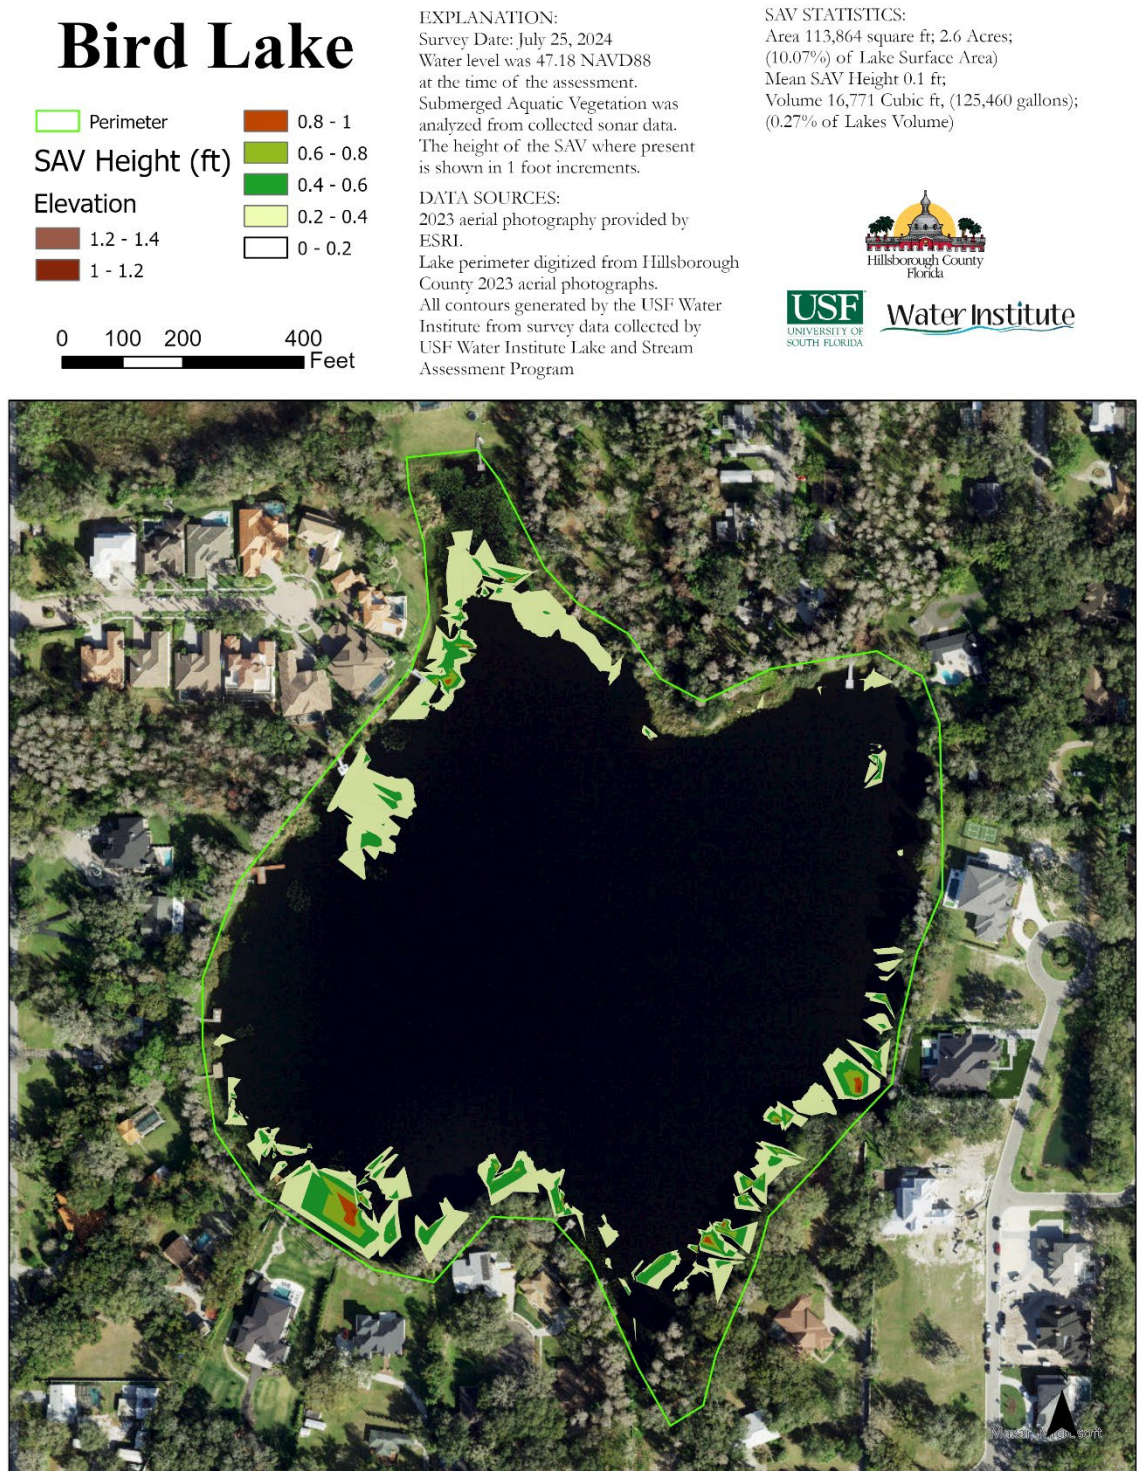 Bird Lake
Perimeter
SAV Height (ft)
Elevation
1.2 - 1.4
1 - 1.2
0.8 - 1
0.6 - 0.8
0.4 - 0.6
0.2 - 0.4
0 - 0.2
0 100 200 400
Feet
EXPLANATION:
Survey Date: July 25, 2024
Water level was 47.18 NAVD88
at the time of the assessment.
Submerged Aquatic Vegetation was
analyzed from collected sonar data.
The height of the SAV where present
is shown in 1 foot increments.
DATA SOURCES:
2023 aerial photography provided by
ESRI.
Lake perimeter digitized from Hillsborough
County 2023 aerial photographs.
All contours generated by the USF Water
Institute from survey data collected by
USF Water Institute Lake and Stream
Assessment Program
SAV STATISTICS:
Area 113,864 square ft; 2.6 Acres;
(10.07%) of Lake Surface Area)
Mean SAV Height 0.1 ft;
Volume 16,771 Cubic ft, (125,460 gallons);
(0.27% of Lakes Volume)
Hillsborough County
Florida
USF
UNIVERSITY OF
SOUTH FLORIDA
Water Institute
Maxar, Microsoft